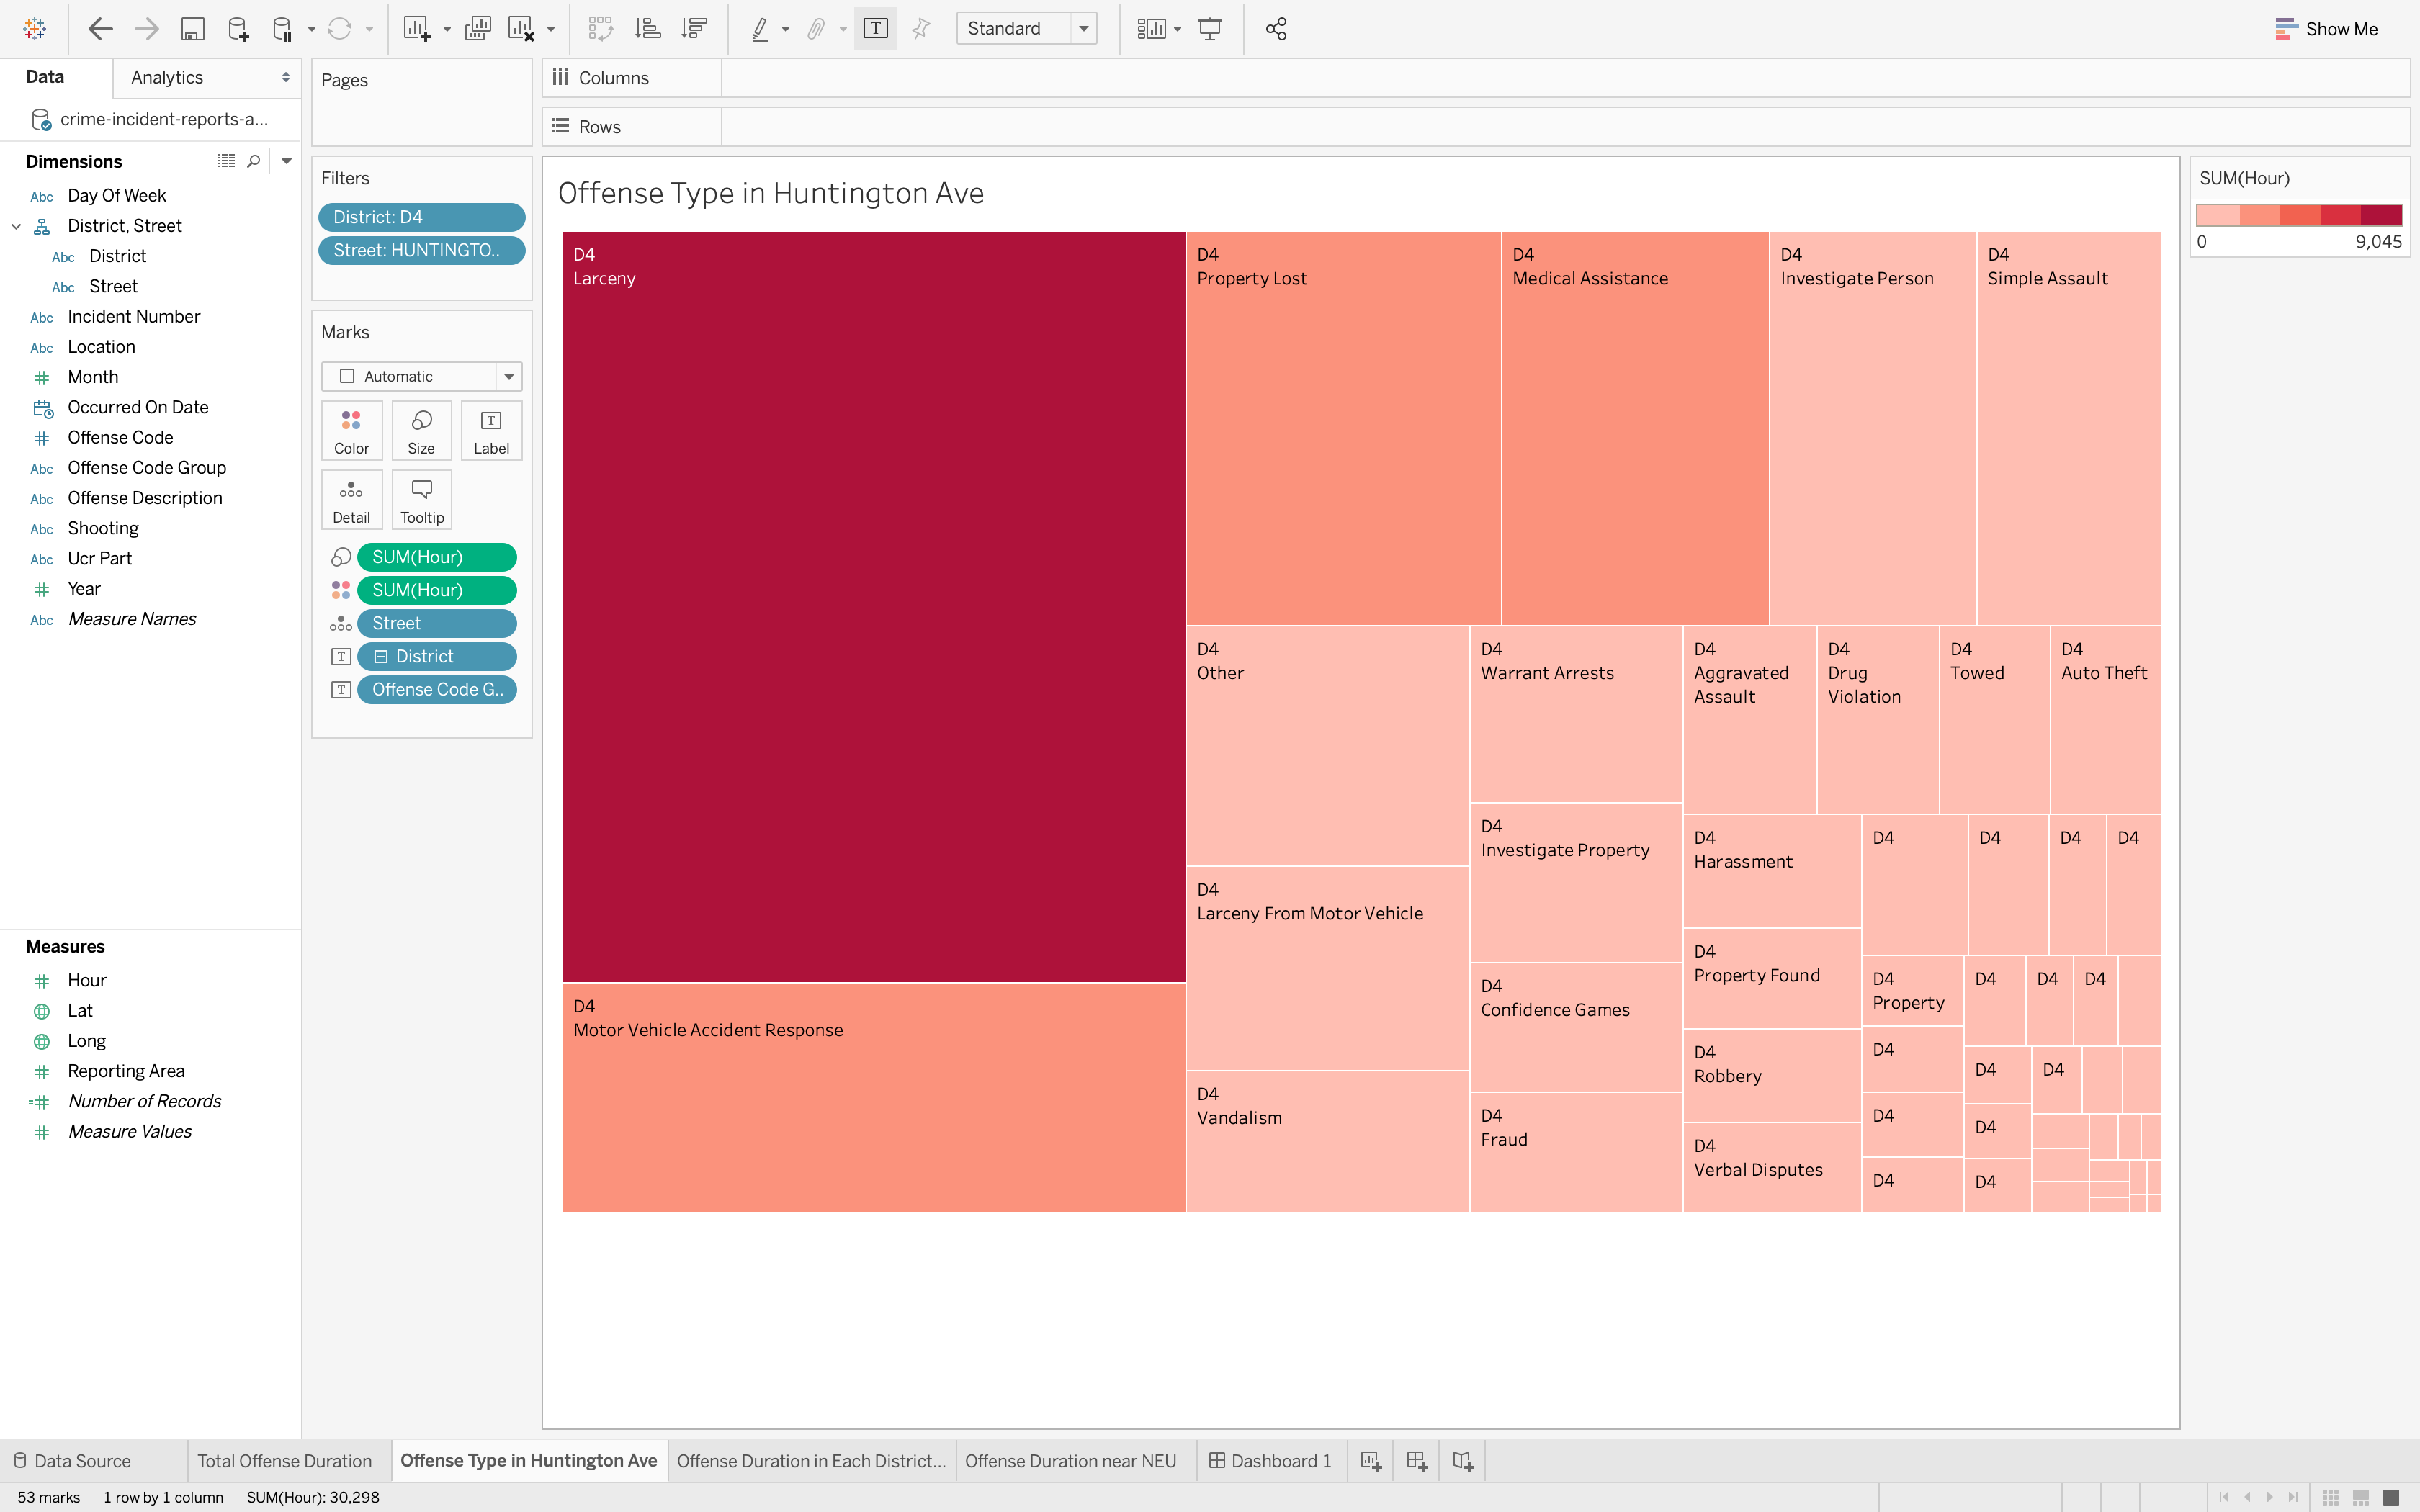 Standard
Show Me
Data
Analytics
crime-incident-reports-a...
Dimensions
Abc Day Of Week
District, Street
Abc District
Abc Street
Abc Incident Number
Abc Location
Month
Occurred On Date
Offense Code
Abc Offense Code Group
Abc Offense Description
Abc Shooting
Abc Ucr Part
Year
Abc Measure Names
Measures
Hour
Lat
Long
Reporting Area
Number of Records
Measure Values
Pages
Filters
District: D4
Street: HUNTINGTO..
Marks
Automatic
Color
Size
Label
Detail
Tooltip
SUM(Hour)
SUM(Hour)
Street
District
Offense Code G..
Columns
Rows
Offense Type in Huntington Ave
D4
Larceny
D4
Motor Vehicle Accident Response
D4
Property Lost
D4
Medical Assistance
D4
Investigate Person
D4
Simple Assault
D4
Other
D4
Larceny From Motor Vehicle
D4
Vandalism
D4
Warrant Arrests
D4
Investigate Property
D4
Confidence Games
D4
Fraud
D4
Aggravated
Assault
D4
Drug
Violation
D4
Towed
D4
Auto Theft
D4
Harassment
D4
Property Found
D4
Robbery
D4
Verbal Disputes
D4
D4
D4
D4
D4
Property
D4
D4
D4
D4
D4
D4
D4
D4
D4
D4
D4
SUM(Hour)
0
9,045
Data Source
Total Offense Duration
Offense Type in Huntington Ave
Offense Duration in Each District...
Offense Duration near NEU
Dashboard 1
53 marks
1 row by 1 column
SUM(Hour): 30,298